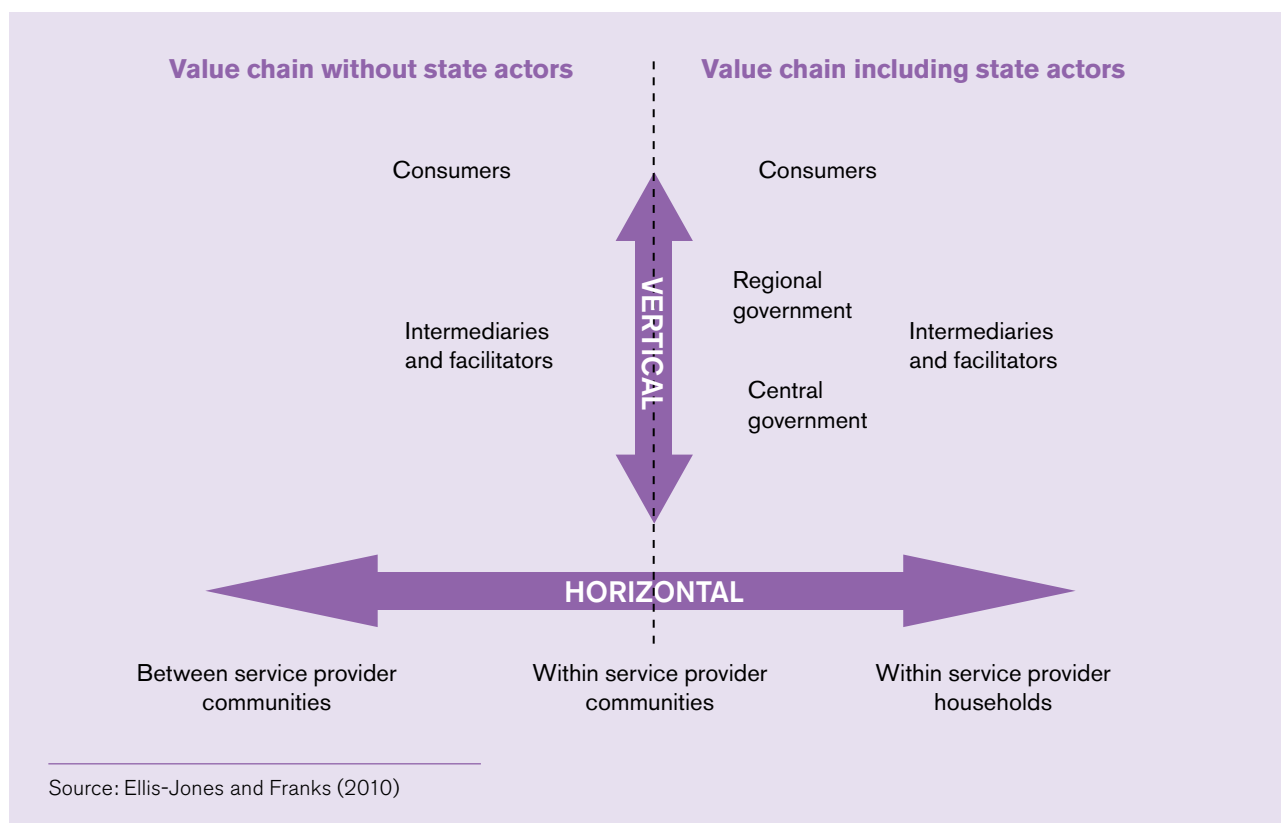 Value chain without state actors
Value chain including state actors
Consumers
Consumers
VERTICAL
Regional
government
Intermediaries
and facilitators
Intermediaries
and facilitators
Central
government
HORIZONTAL
Between service provider
communities
Within service provider
communities
Within service provider
households
Source: Ellis-Jones and Franks (2010)